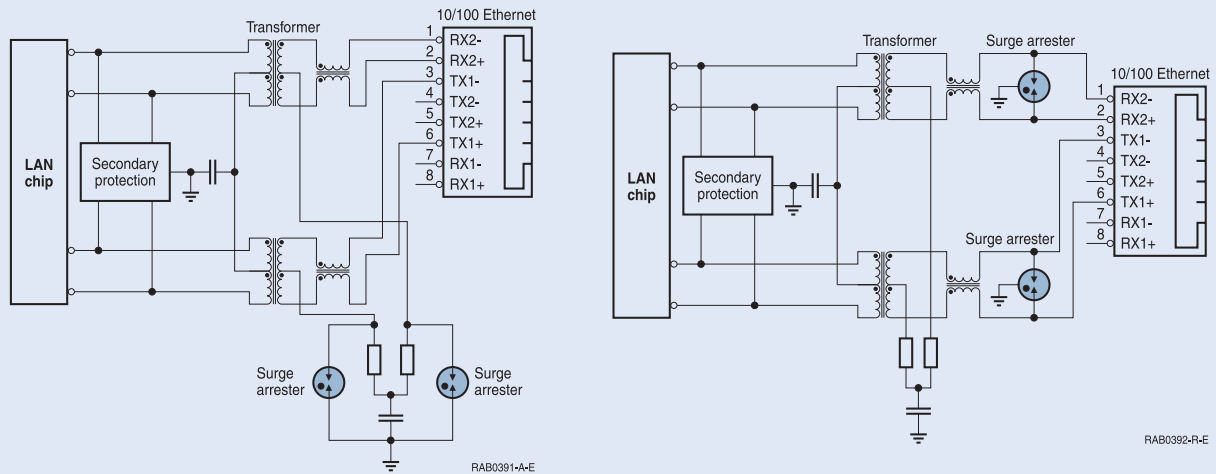 10/100 Ethernet
Transformer
1 RX2-
2 RX2+
3 TX1-
4 TX2-
5 TX2+
6 TX1+
7 RX1-
8 RX1+
LAN
chip
Secondary
protection
Surge
arrester
Surge
arrester
RAB0391-A-E
Transformer
Surge arrester
10/100 Ethernet
1 RX2-
2 RX2+
3 TX1-
4 TX2-
5 TX2+
6 TX1+
7 RX1-
8 RX1+
LAN
chip
Secondary
protection
Surge arrester
RAB0392-R-E